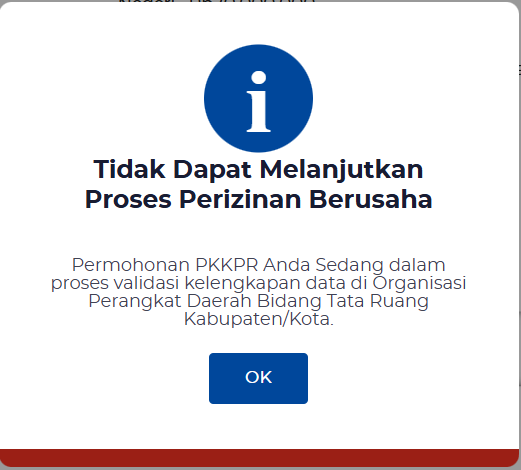 Tidak Dapat Melanjutkan
Proses Perizinan Berusaha
Permohonan PKKPR Anda Sedang dalam
proses validasi kelengkapan data di Organisasi
Perangkat Daerah Bidang Tata Ruang
Kabupaten/Kota.
OK